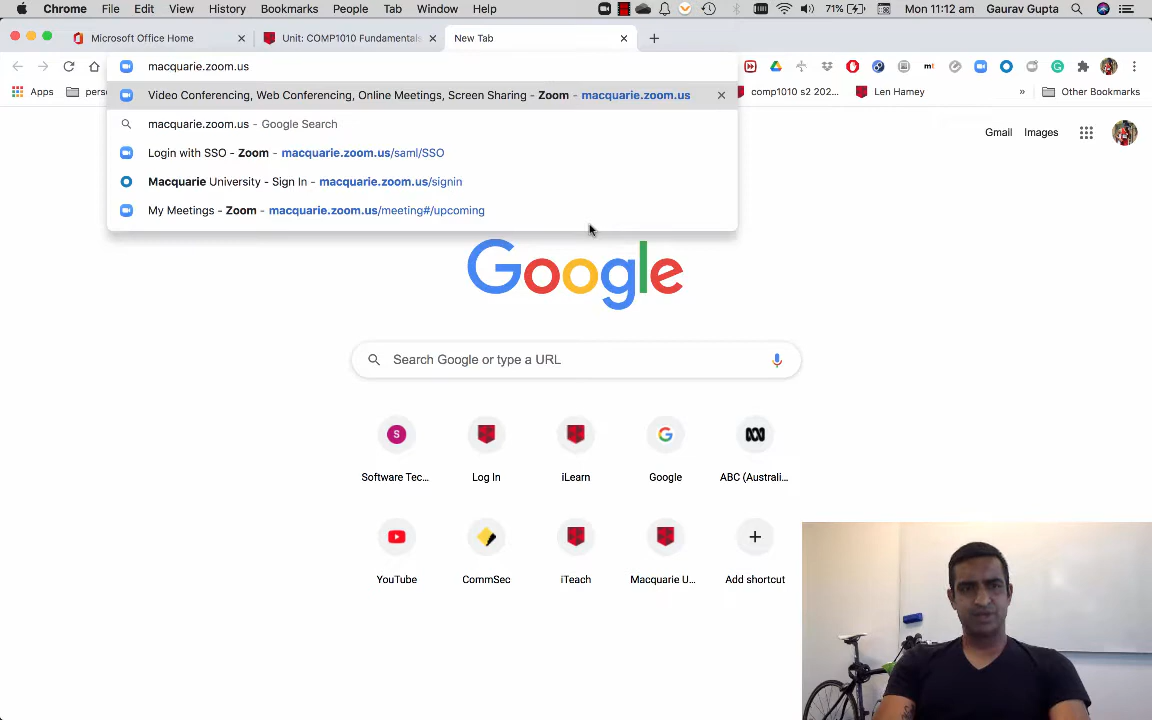 Chrome File Edit View History Bookmarks People Tab Window Help 71% Mon 11:12 am Gaurav Gupta
Microsoft Office Home Unit: COMP1010 Fundamentals New Tab
macquarie.zoom.us
Apps pers comp1010 s2 202... Len Hamey » Other Bookmarks
Video Conferencing, Web Conferencing, Online Meetings, Screen Sharing - Zoom - macquarie.zoom.us
macquarie.zoom.us - Google Search
Login with SSO - Zoom - macquarie.zoom.us/saml/SSO
Macquarie University - Sign In - macquarie.zoom.us/signin
My Meetings - Zoom - macquarie.zoom.us/meeting#/upcoming
Gmail Images
Google
Search Google or type a URL
S
Software Tec... Log In iLearn Google ABC (Australi...
YouTube CommSec iTeach Macquarie U... Add shortcut